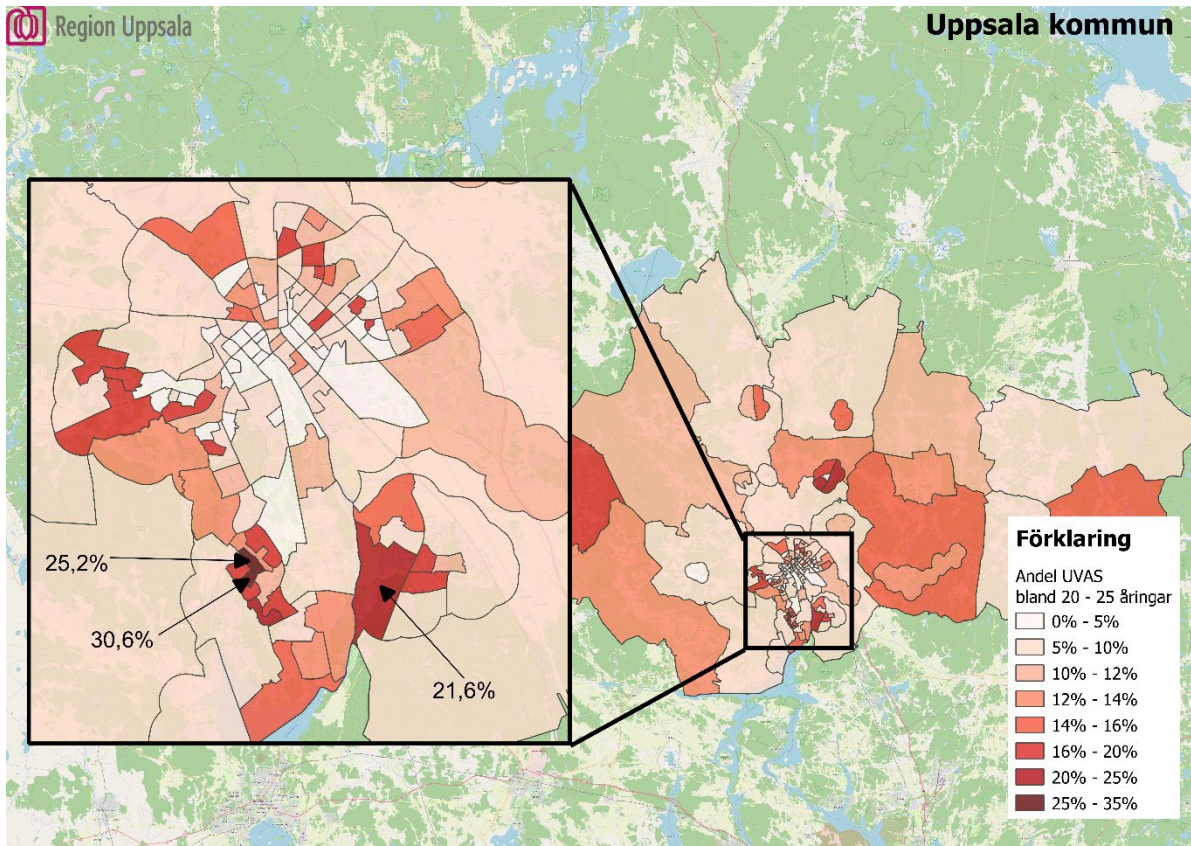 Region Uppsala
Uppsala kommun
25,2%
30,6%
21,6%
Förklaring
Andel UVAS
bland 20 - 25 åringar
0% - 5%
5% - 10%
10% - 12%
12% - 14%
14% - 16%
16% - 20%
20% - 25%
25% - 35%